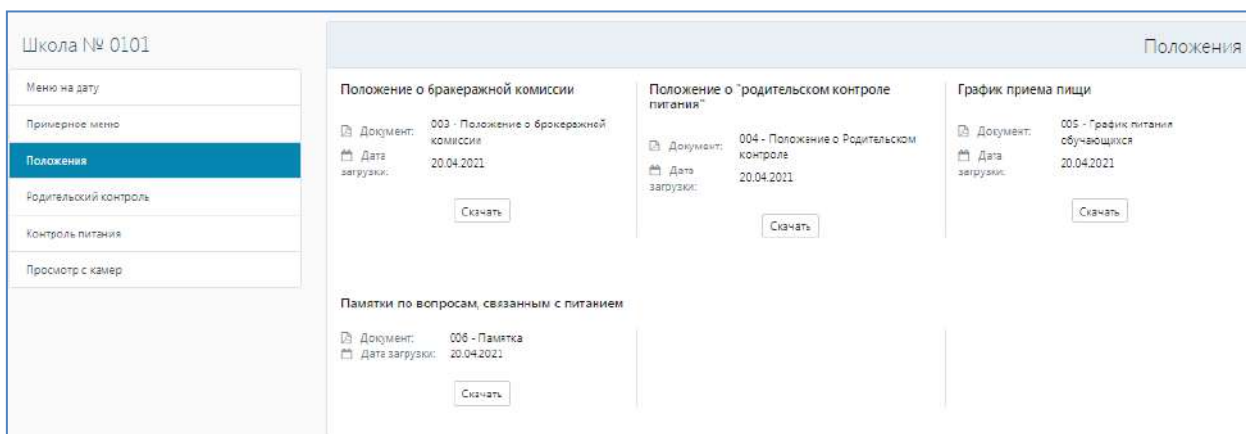 Школа № 0101
Меню на дату
Примерное меню
Положения
Родительский контроль
Контроль питания
Просмотр с камер
Положения
Положение о бракеражной комиссии
Документ: 003 - Положение о брокеражной
комиссии
Дата
загрузки: 20.04.2021
Скачать
Положение о "родительском контроле
питания"
Документ: 004 - Положение о Родительском
контроле
Дата
загрузки: 20.04.2021
Скачать
График приема пищи
Документ: 005 - График питания
обучающихся
Дата
загрузки: 20.04.2021
Скачать
Памятки по вопросам, связанным с питанием
Документ: 006 - Памятка
Дата загрузки: 20.04.2021
Скачать